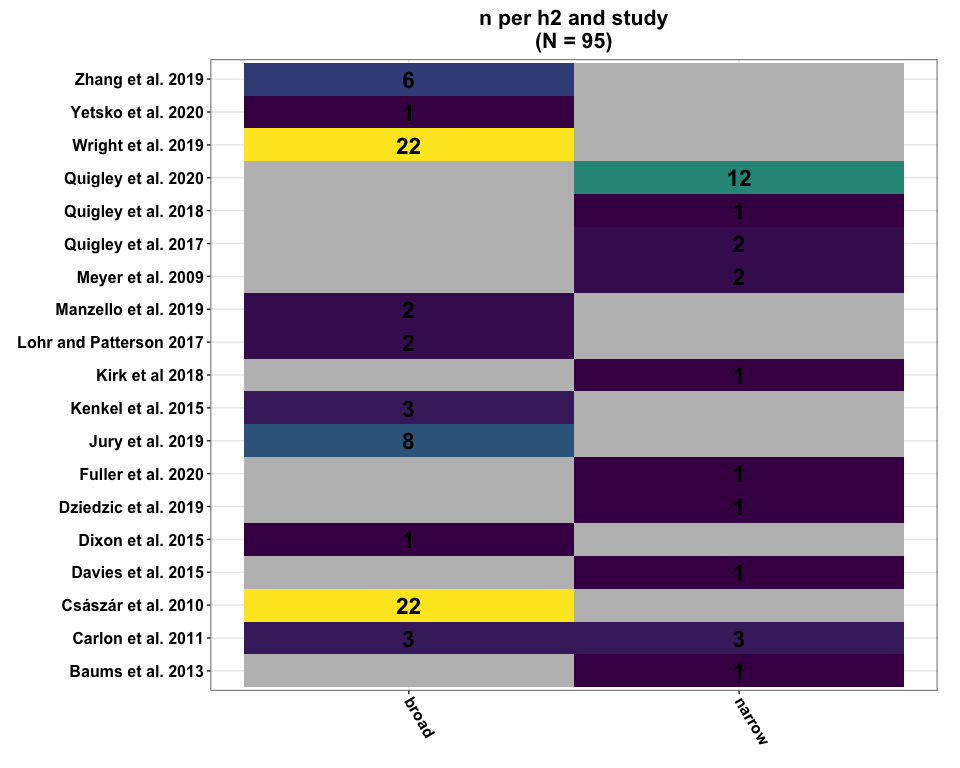 n per h2 and study
(N = 95)
Zhang et al. 2019 6
Yetsko et al. 2020 1
Wright et al. 2019 22
Quigley et al. 2020 12
Quigley et al. 2018 1
Quigley et al. 2017 2
Meyer et al. 2009 2
Manzello et al. 2019 2
Lohr and Patterson 2017 2
Kirk et al 2018 1
Kenkel et al. 2015 3
Jury et al. 2019 8
Fuller et al. 2020 1
Dziedzic et al. 2019 1
Dixon et al. 2015 1
Davies et al. 2015 1
Császár et al. 2010 22
Carlon et al. 2011 3 3
Baums et al. 2013 1
broad narrow